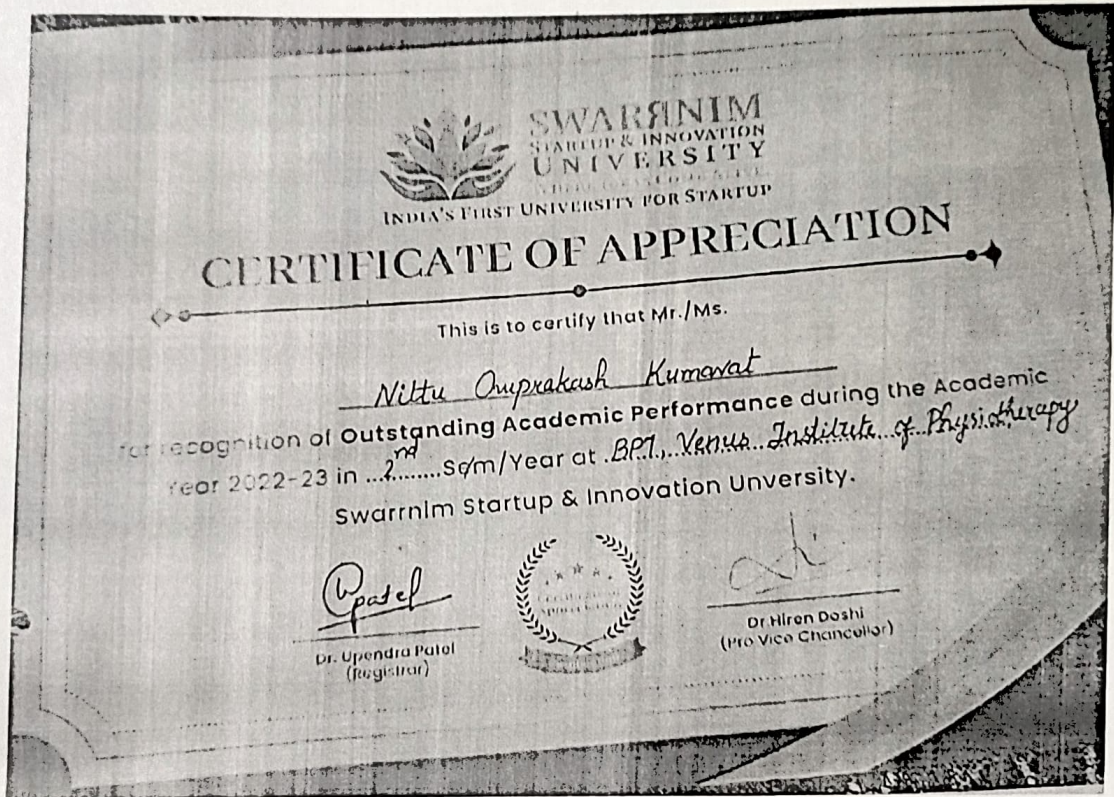 SWARRNIM
STARTUP & INNOVATION
UNIVERSITY
INDIA'S FIRST UNIVERSITY FOR STARTUP
CERTIFICATE OF APPRECIATION
This is to certify that Mr./Ms.
Nittu Omprakash Kumavat
for recognition of Outstanding Academic Performance during the Academic
Year 2022-23 in ...2nd......Sem/Year at .BPT., Venus Institute of Physiotherapy
Swarrnim Startup & Innovation Unversity.
Upatel
Dr. Upendra Patel
(Registrar)
Dr Hiren Doshi
(Pro Vice Chancellor)